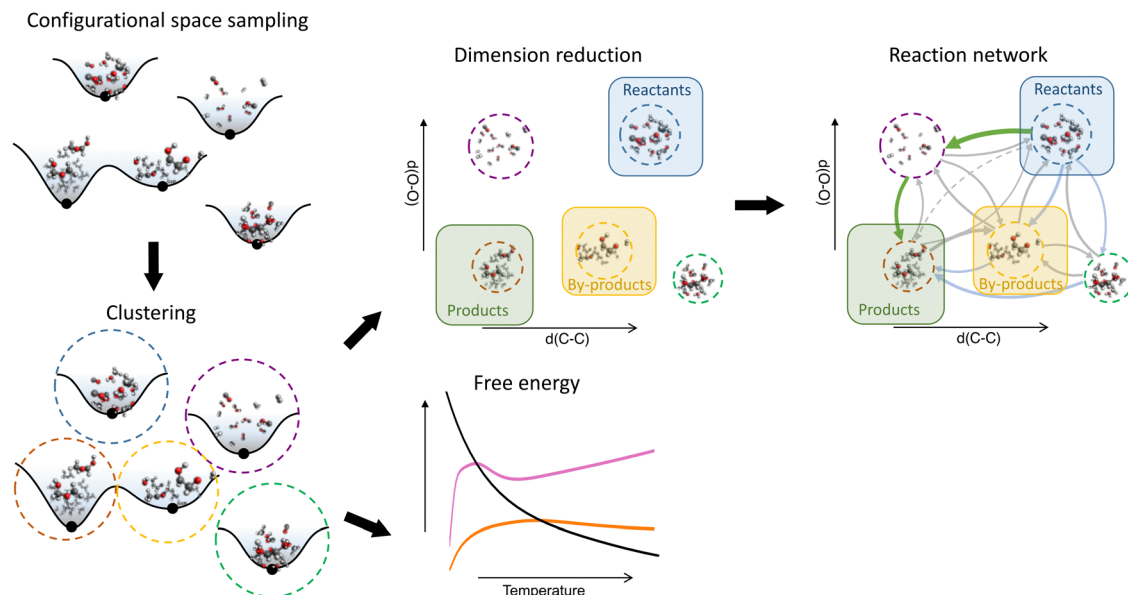 Configurational space sampling
Clustering
Dimension reduction
Reactants
d(O-O)
Products
By-products
d(C-C)
Free energy
Temperature
Reaction network
Reactants
d(O-O)
Products
By-products
d(C-C)